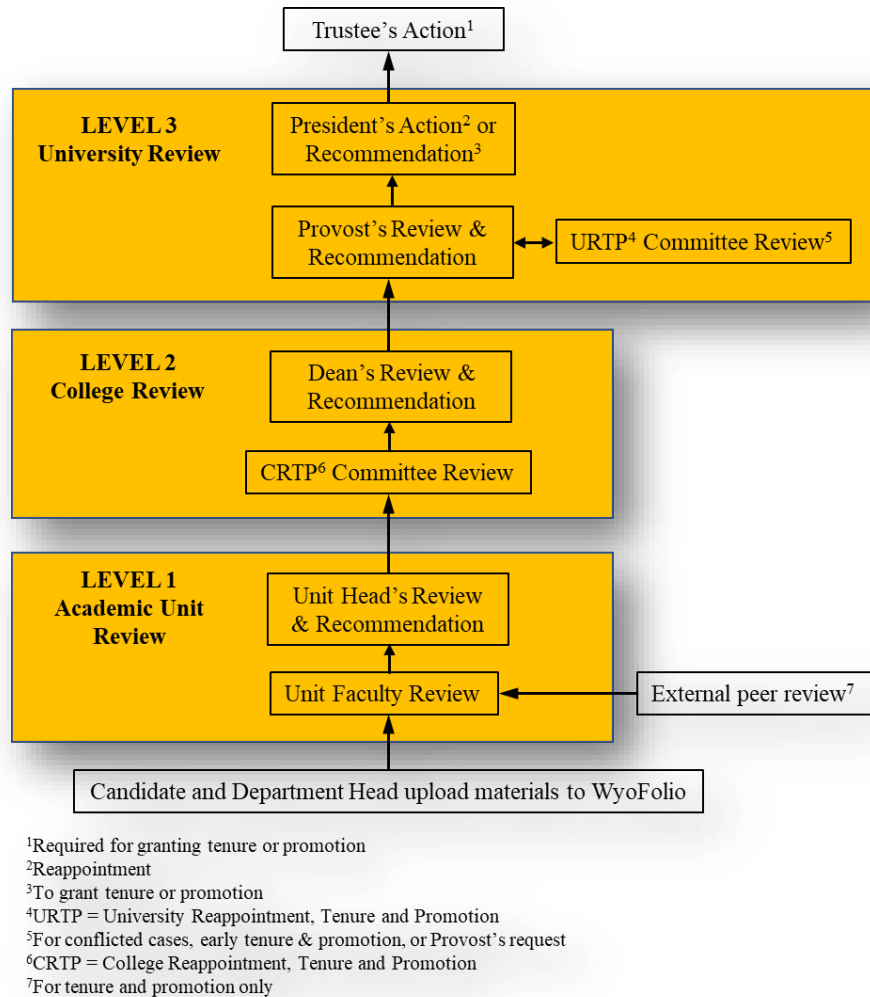 Trustee's Action¹
LEVEL 3
University Review
President's Action² or
Recommendation³
Provost's Review &
Recommendation
URTP⁴ Committee Review⁵
LEVEL 2
College Review
Dean's Review &
Recommendation
CRTP⁶ Committee Review
LEVEL 1
Academic Unit
Review
Unit Head's Review
& Recommendation
Unit Faculty Review
External peer review⁷
Candidate and Department Head upload materials to WyoFolio
¹Required for granting tenure or promotion
²Reappointment
³To grant tenure or promotion
⁴URTP = University Reappointment, Tenure and Promotion
⁵For conflicted cases, early tenure & promotion, or Provost's request
⁶CRTP = College Reappointment, Tenure and Promotion
⁷For tenure and promotion only